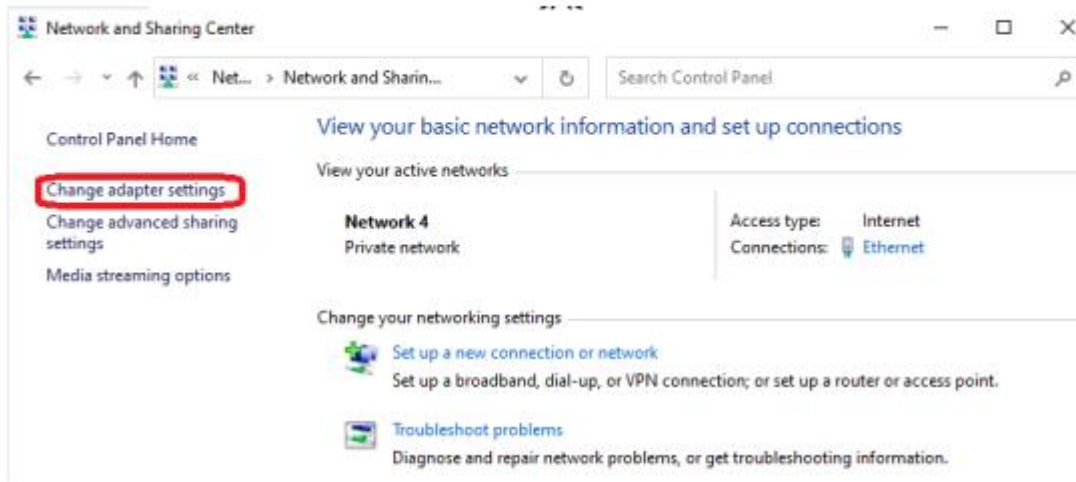 Network and Sharing Center
« Net... > Network and Sharin...
Search Control Panel
Control Panel Home
Change adapter settings
Change advanced sharing
settings
Media streaming options
View your basic network information and set up connections
View your active networks
Network 4
Private network
Access type: Internet
Connections: Ethernet
Change your networking settings
Set up a new connection or network
Set up a broadband, dial-up, or VPN connection; or set up a router or access point.
Troubleshoot problems
Diagnose and repair network problems, or get troubleshooting information.